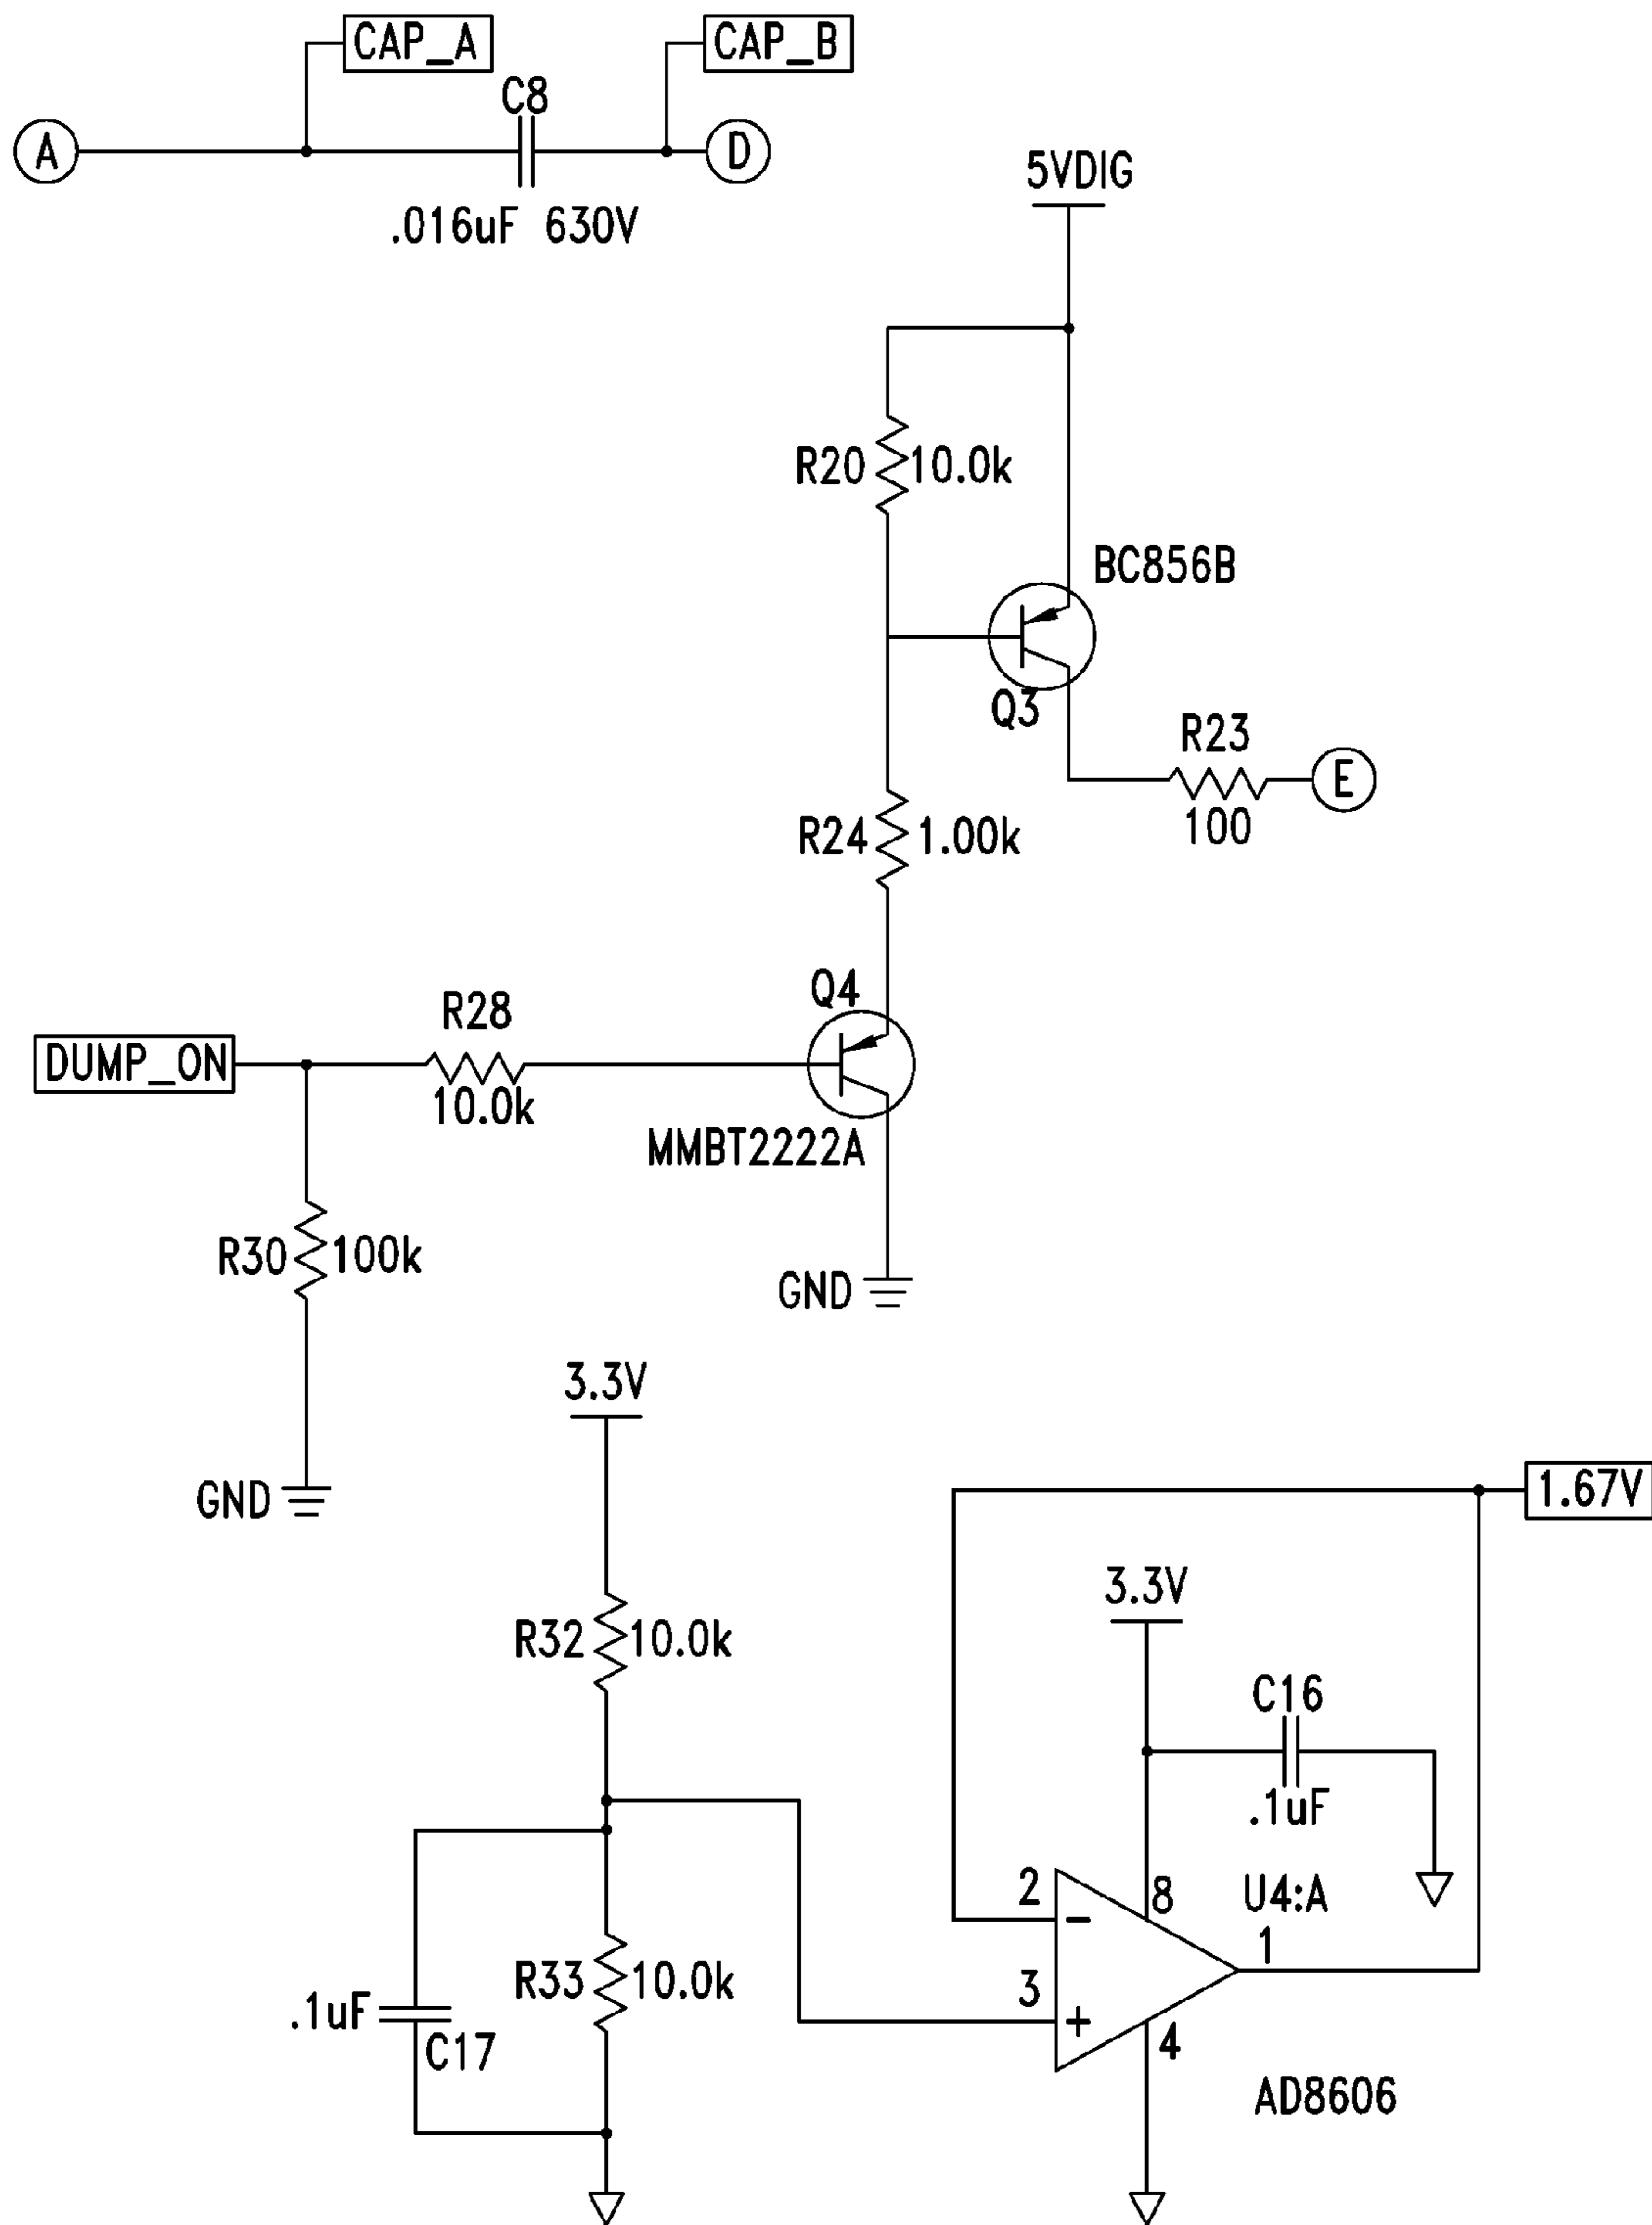 CAP_A
CAP_B
C8
A
D
.016uF 630V
5VDIG
R20
10.0k
BC856B
Q3
R23
E
100
R24
1.00k
Q4
R28
DUMP_ON
10.0k
MMBT2222A
R30
100k
GND
3.3V
GND
1.67V
3.3V
R32
10.0k
C16
.1uF
2
8
U4:A
-
1
R33
10.0k
3
.1uF
+
C17
4
AD8606